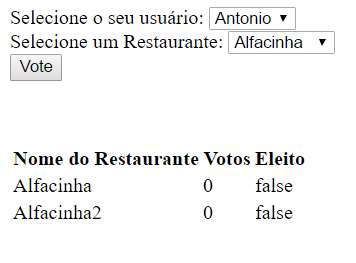 Selecione o seu usuário: Antonio
Selecione um Restaurante: Alfacinha
Vote
Nome do Restaurante Votos Eleito
Alfacinha 0 false
Alfacinha2 0 false